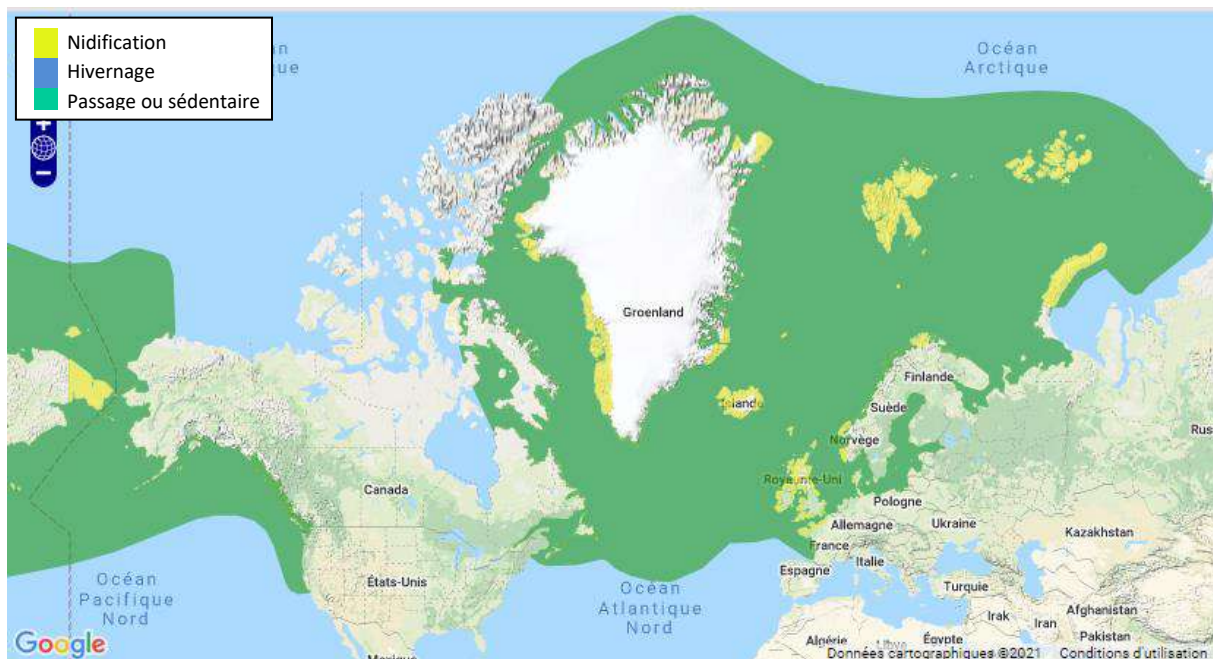 Nidification
Hivernage
Passage ou sédentaire
Océan
Arctique
Groenland
Finlande
Suède
Norvège
Royaume-Uni
Canada
Pologne
Allemagne
Ukraine
France
Kazakhstan
Italie
Espagne
États-Unis
Océan
Pacifique
Nord
Océan
Atlantique
Nord
Turquie
Irak
Iran
Afghanistan
Pakistan
Algérie
Libye
Égypte
Google
Mexique
Données cartographiques ©2021
Conditions d'utilisation